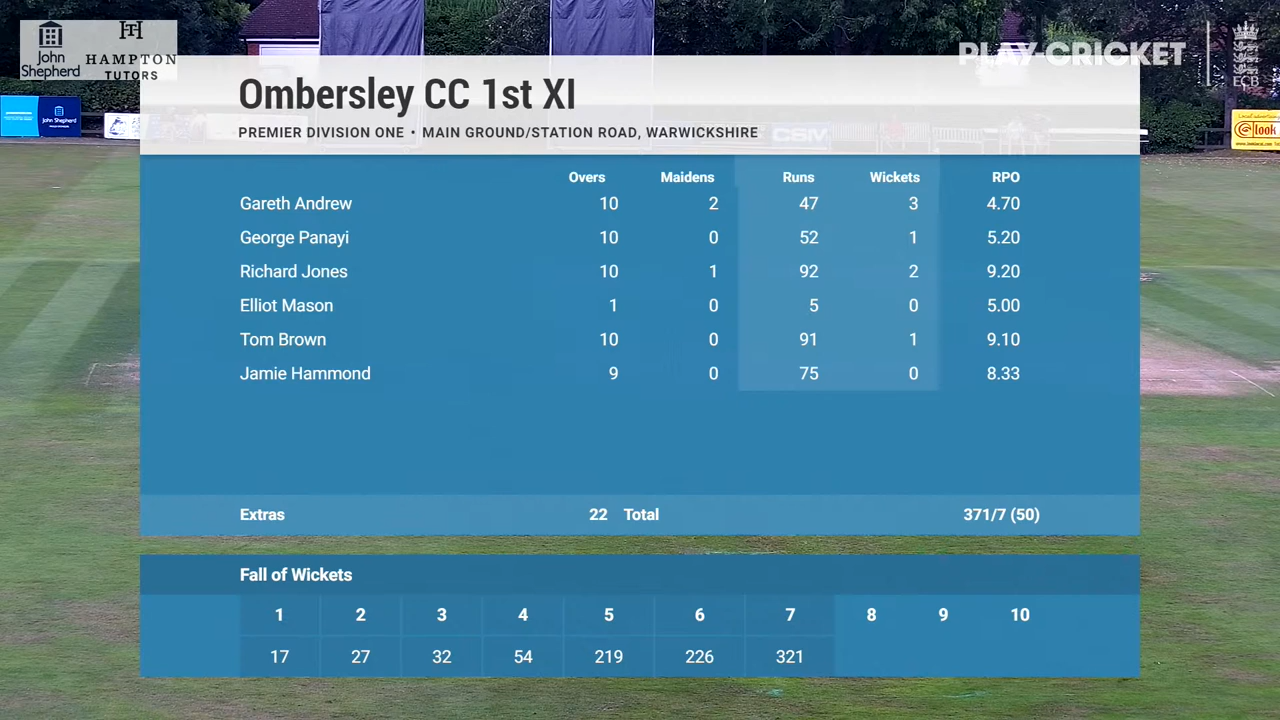 John
Shepherd
HAMPTON
TUTORS
PLAY-CRICKET
ECB
Ombersley CC 1st XI
PREMIER DIVISION ONE • MAIN GROUND/STATION ROAD, WARWICKSHIRE
John Shepherd
look
Overs Maidens Runs Wickets RPO
Gareth Andrew 10 2 47 3 4.70
George Panayi 10 0 52 1 5.20
Richard Jones 10 1 92 2 9.20
Elliot Mason 1 0 5 0 5.00
Tom Brown 10 0 91 1 9.10
Jamie Hammond 9 0 75 0 8.33
Extras 22 Total 371/7 (50)
Fall of Wickets
1 2 3 4 5 6 7 8 9 10
17 27 32 54 219 226 321